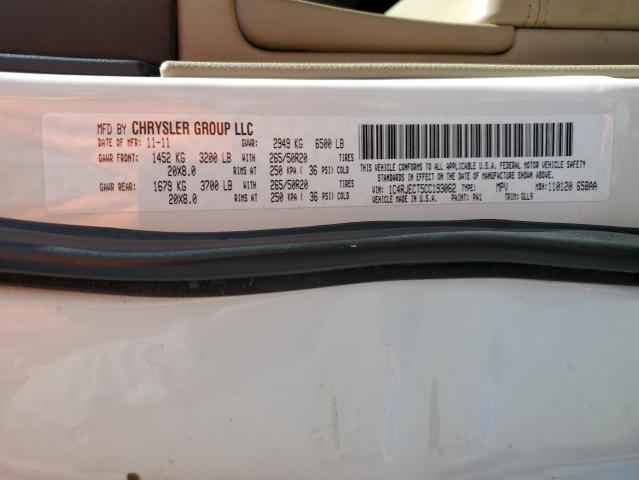 MFD BY CHRYSLER GROUP LLC
DATE OF MFR: 11-11 GVWR: 2949 KG 6500 LB
GAWR FRONT: 1452 KG 3200 LB WITH 265/50R20 TIRES
20X8.0 RIMS AT 250 KPA ( 36 PSI) COLD
GAWR REAR: 1679 KG 3700 LB WITH 265/50R20 TIRES
20X8.0 RIMS AT 250 KPA ( 36 PSI) COLD
THIS VEHICLE CONFORMS TO ALL APPLICABLE U.S.A. FEDERAL MOTOR VEHICLE SAFETY
STANDARDS IN EFFECT ON THE DATE OF MANUFACTURE SHOWN ABOVE.
VIN: 1C4RJECT5CC193062 TYPE: MPV MDH: 110120 658AA
VEHICLE MADE IN U.S.A. PAINT: PW1 TRIM: GLL9